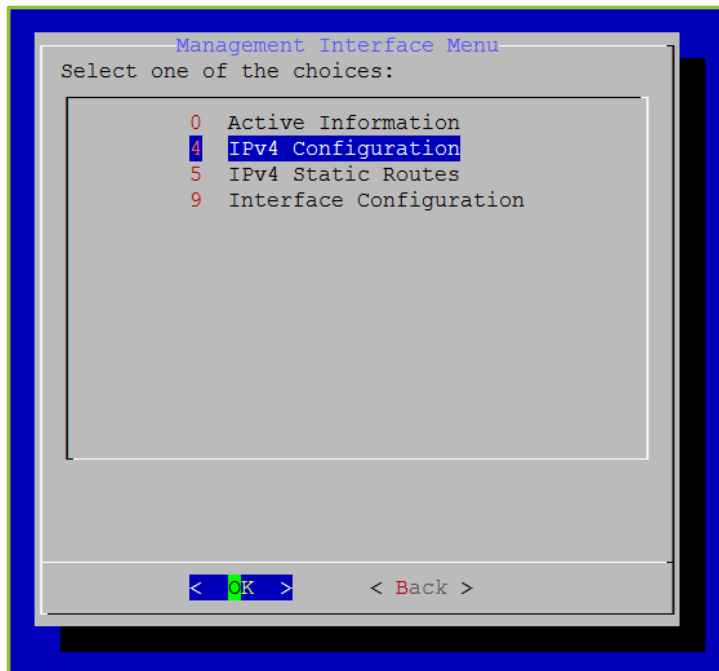 Management Interface Menu
Select one of the choices:
0 Active Information
4 IPv4 Configuration
5 IPv4 Static Routes
9 Interface Configuration
< OK > < Back >